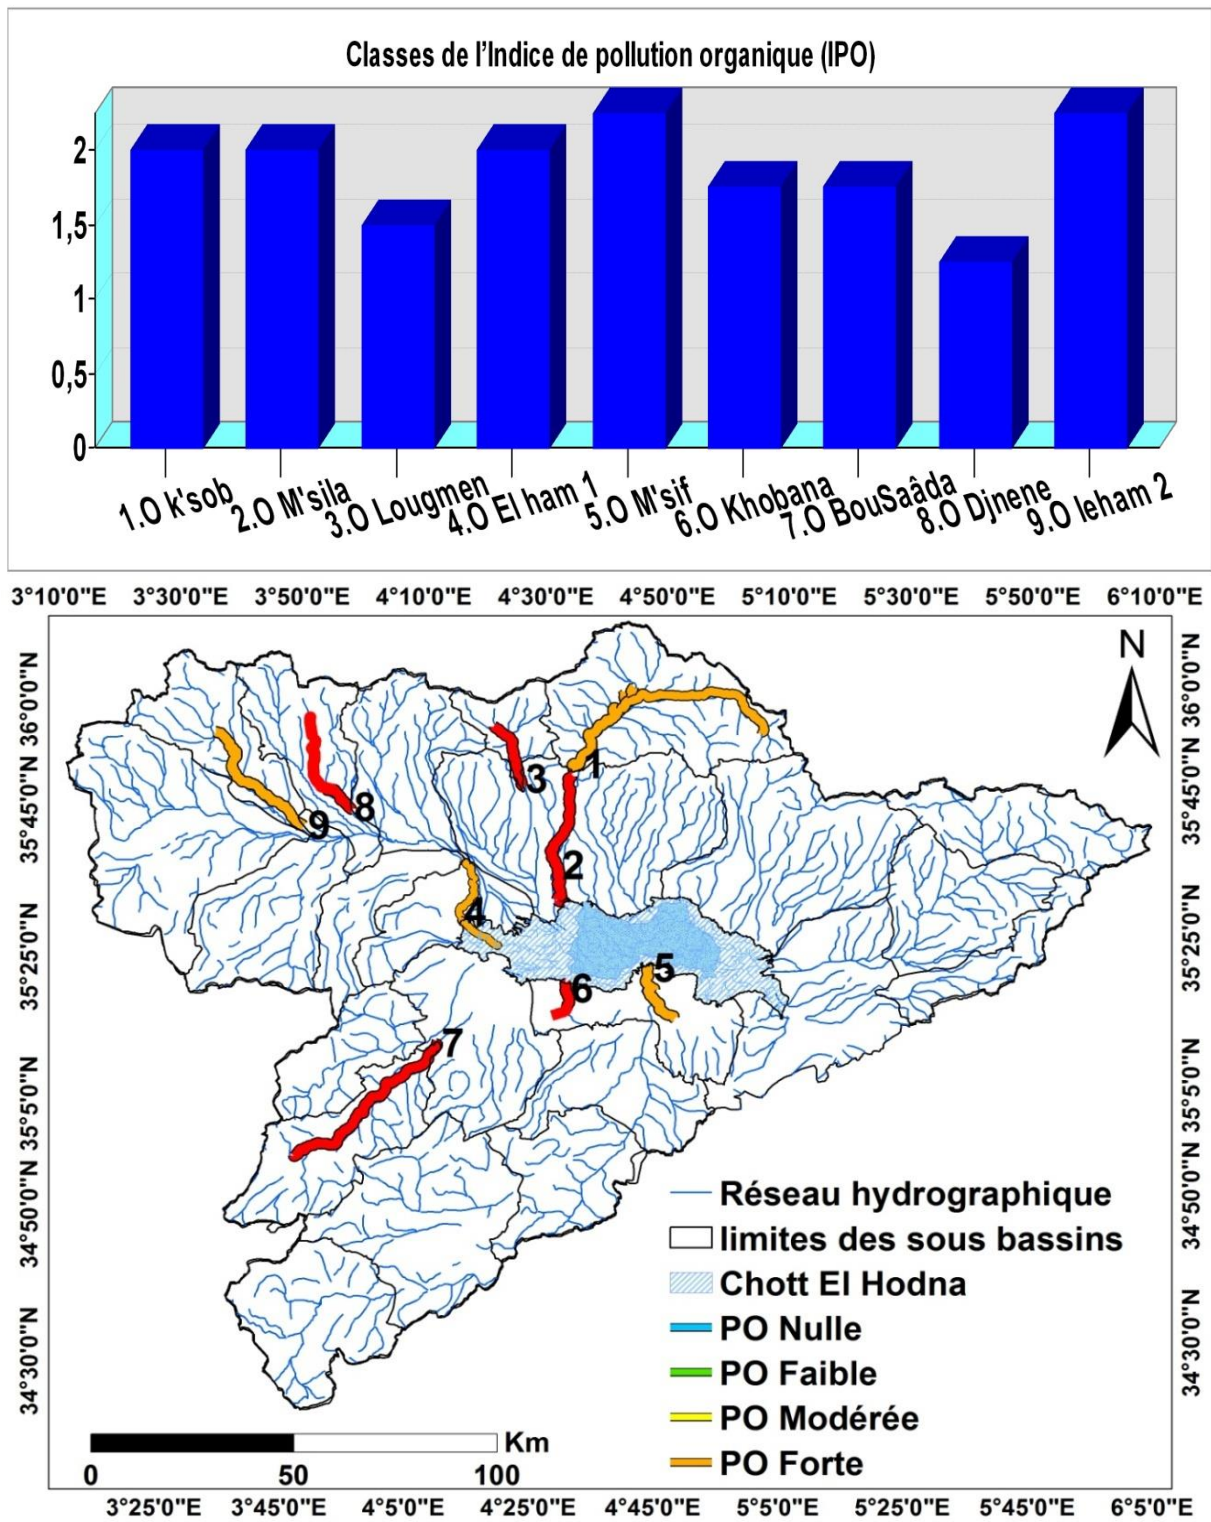 Classes de l'Indice de pollution organique (IPO)
2
1,5
1
0,5
0
1.O k'sob
2.O M'sila
3.O Lougmen
4.O El ham 1
5.O M'sif
6.O Khobana
7.O BouSaâda
8.O Djnene
9.O leham 2
3°10'0"E 3°30'0"E 3°50'0"E 4°10'0"E 4°30'0"E 4°50'0"E 5°10'0"E 5°30'0"E 5°50'0"E 6°10'0"E
N
36°0'0"N
35°45'0"N
35°25'0"N
35°5'0"N
34°50'0"N
34°30'0"N
36°0'0"N
35°45'0"N
35°25'0"N
35°5'0"N
34°50'0"N
34°30'0"N
1
3
8
9
2
4
5
6
7
Réseau hydrographique
limites des sous bassins
Chott El Hodna
PO Nulle
PO Faible
PO Modérée
PO Forte
Km
0 50 100
3°25'0"E 3°45'0"E 4°5'0"E 4°25'0"E 4°45'0"E 5°5'0"E 5°25'0"E 5°45'0"E 6°5'0"E